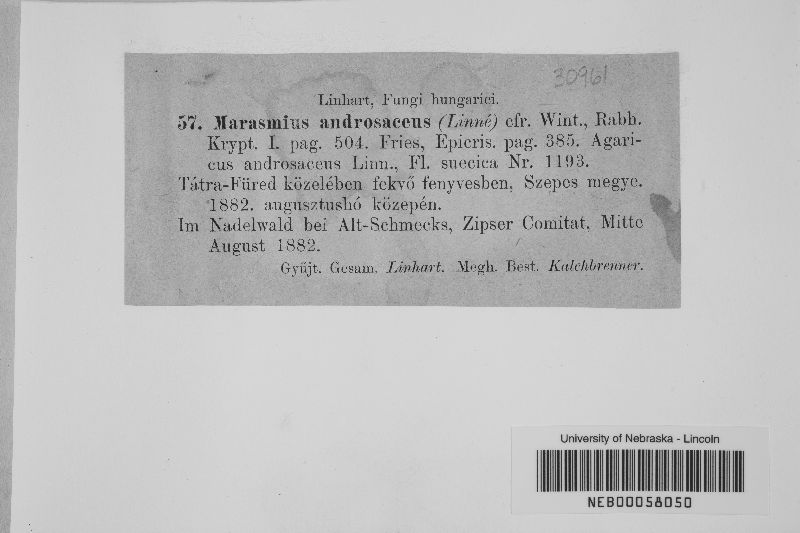 30961
Linhart, Fungi hungarici.
57. Marasmius androsaceus (Linné) cfr. Wint., Rabh.
Krypt. I. pag. 504. Fries, Epicris. pag. 385. Agari-
cus androsaceus Linn., Fl. suecica Nr. 1193.
Tátra-Füred közelében fekvő fenyvesben, Szepes megye.
1882. augusztushó közepén.
Im Nadelwald bei Alt-Schmecks, Zipser Comitat, Mitte
August 1882.
Gyűjt. Gesam. Linhart. Megh. Best. Kalchbrenner.
University of Nebraska - Lincoln
NEB00058050